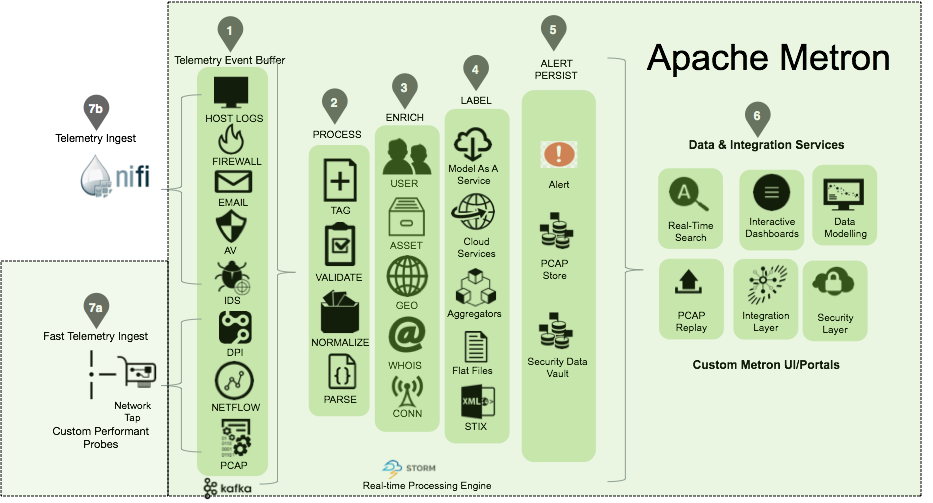 Apache Metron
1
Telemetry Event Buffer
HOST LOGS
FIREWALL
EMAIL
AV
IDS
DPI
NETFLOW
PCAP
kafka
7b
Telemetry Ingest
nifi
7a
Fast Telemetry Ingest
Network
Tap
Custom Performant
Probes
2
PROCESS
TAG
VALIDATE
NORMALIZE
PARSE
3
ENRICH
USER
ASSET
GEO
WHOIS
CONN
4
LABEL
Model As A
Service
Cloud
Services
Aggregators
Flat Files
XML
STIX
5
ALERT
PERSIST
Alert
PCAP
Store
Security Data
Vault
STORM
Real-time Processing Engine
6
Data & Integration Services
Real-Time
Search
Interactive
Dashboards
Data
Modelling
PCAP
Replay
Integration
Layer
Security
Layer
Custom Metron UI/Portals